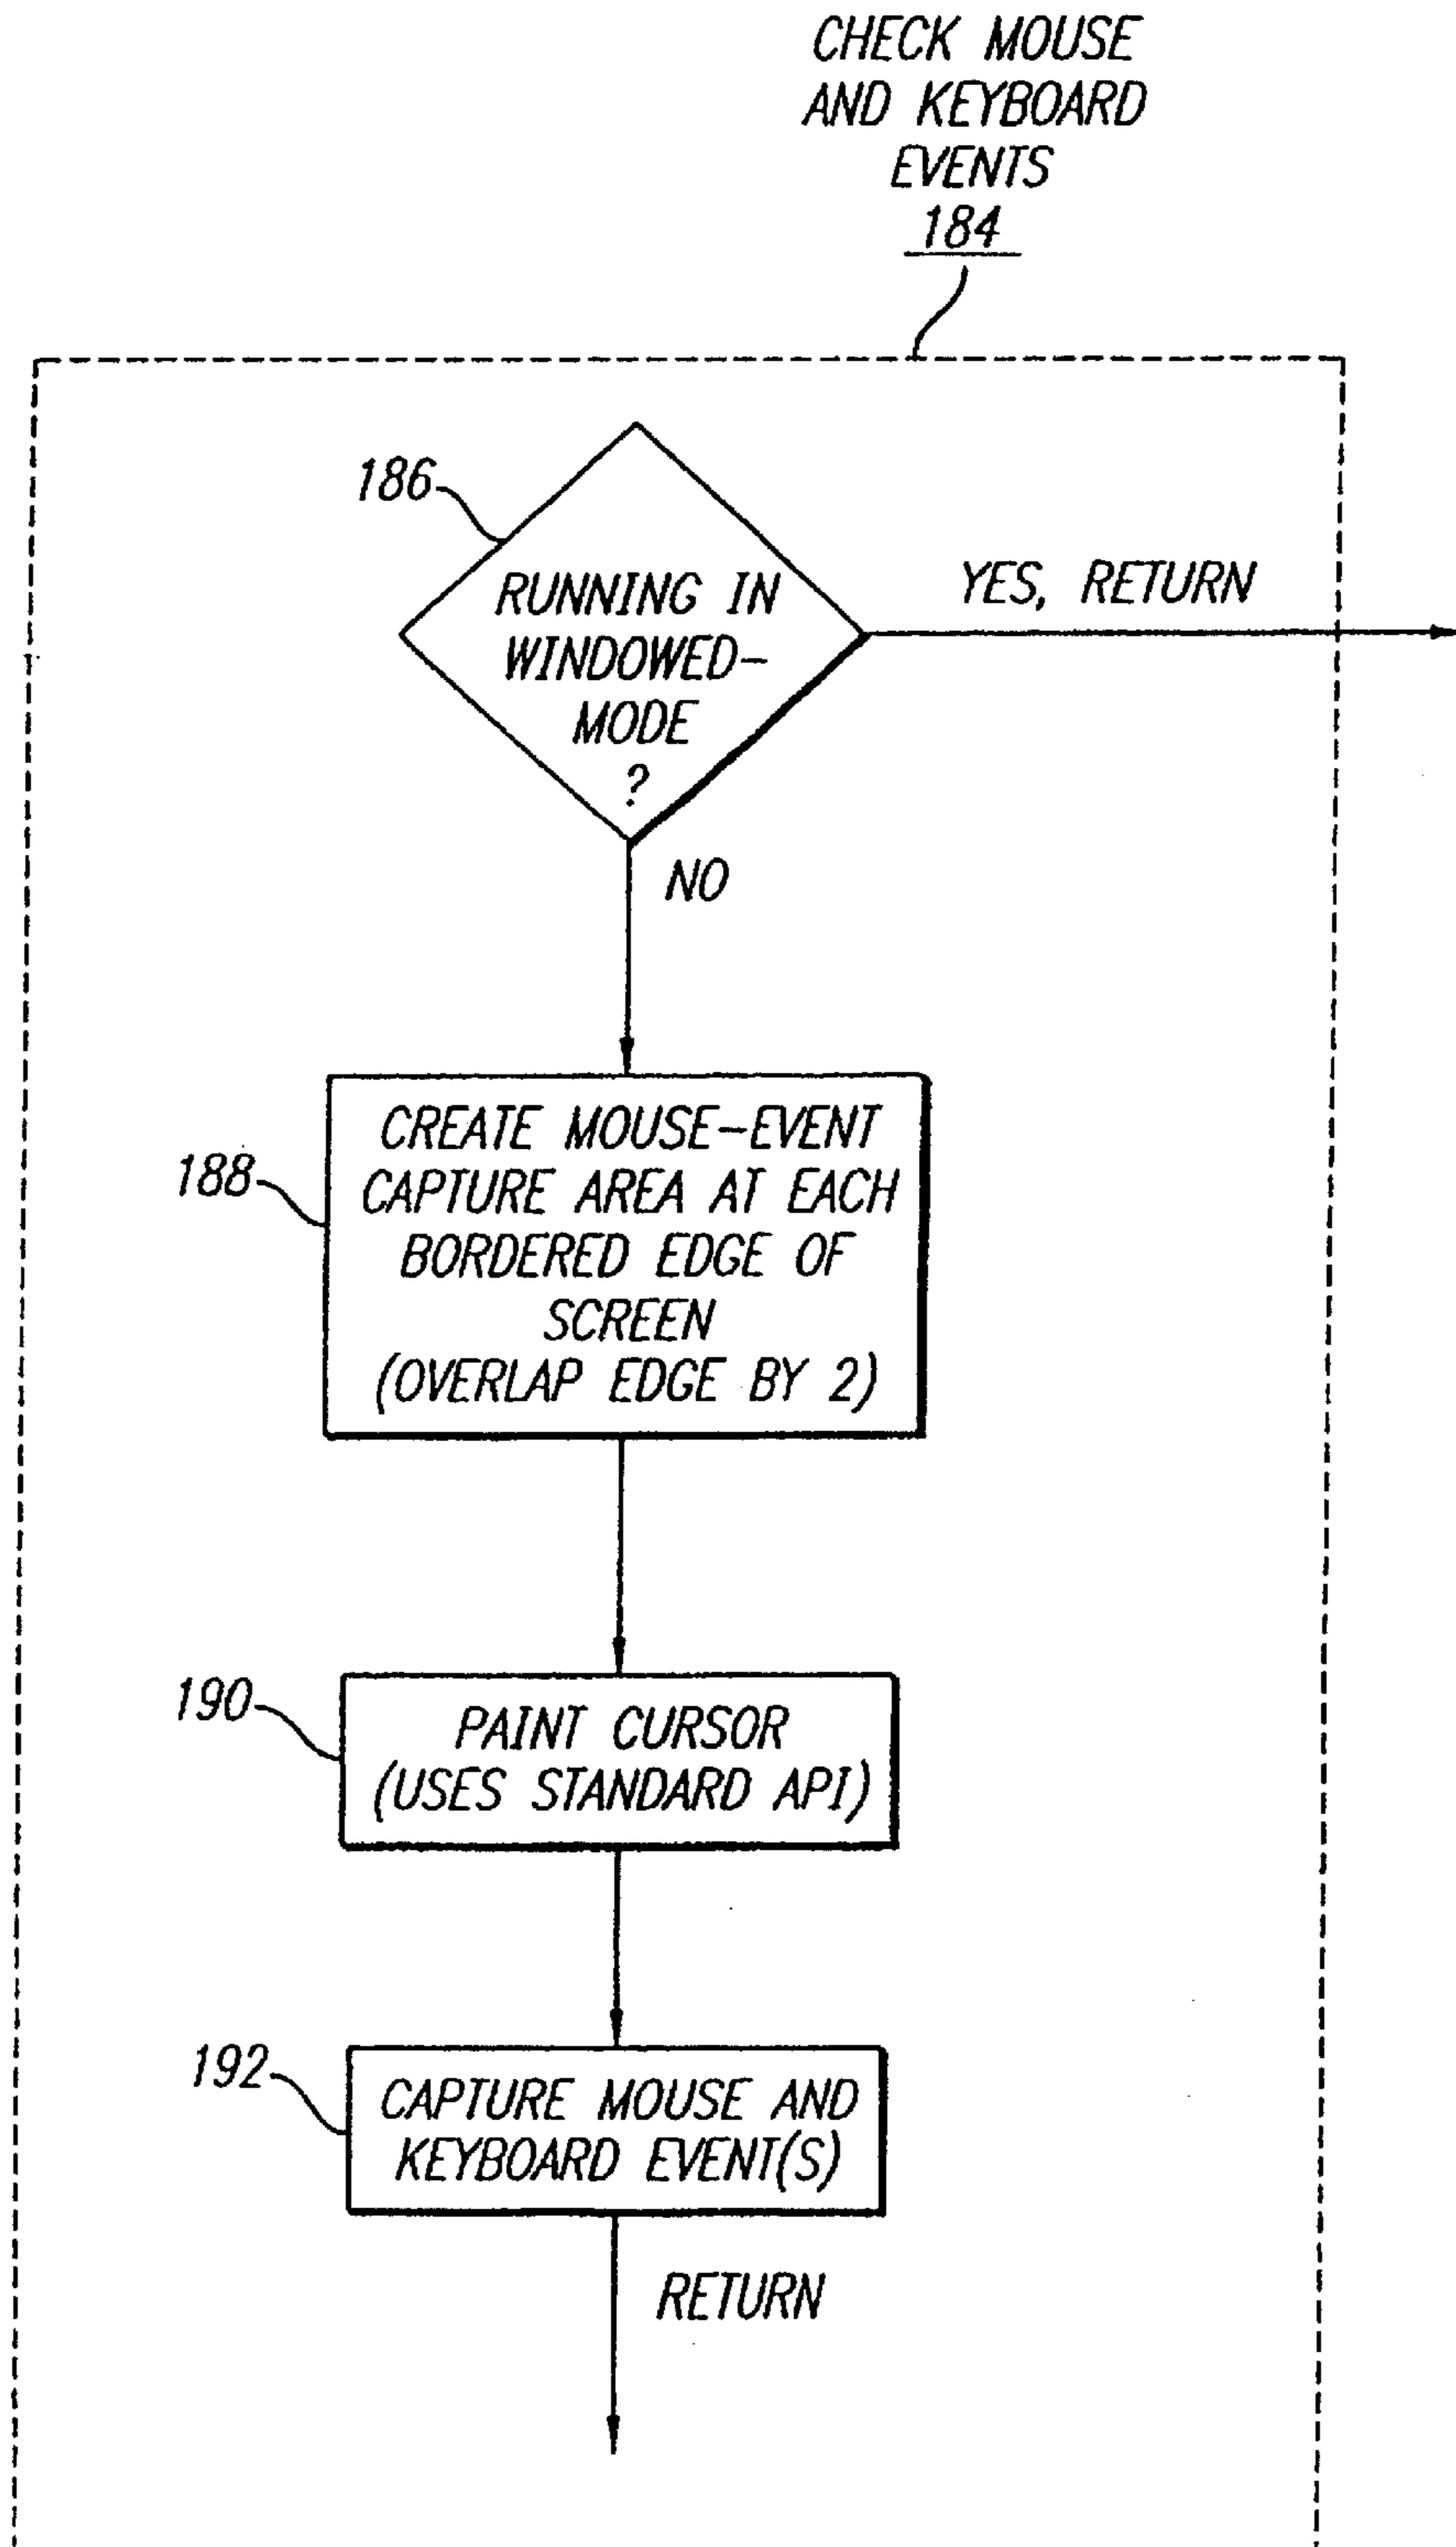 CHECK MOUSE
AND KEYBOARD
EVENTS
184
186
RUNNING IN
WINDOWED-
MODE
?
YES, RETURN
NO
188
CREATE MOUSE-EVENT
CAPTURE AREA AT EACH
BORDERED EDGE OF
SCREEN
(OVERLAP EDGE BY 2)
190
PAINT CURSOR
(USES STANDARD API)
192
CAPTURE MOUSE AND
KEYBOARD EVENT(S)
RETURN